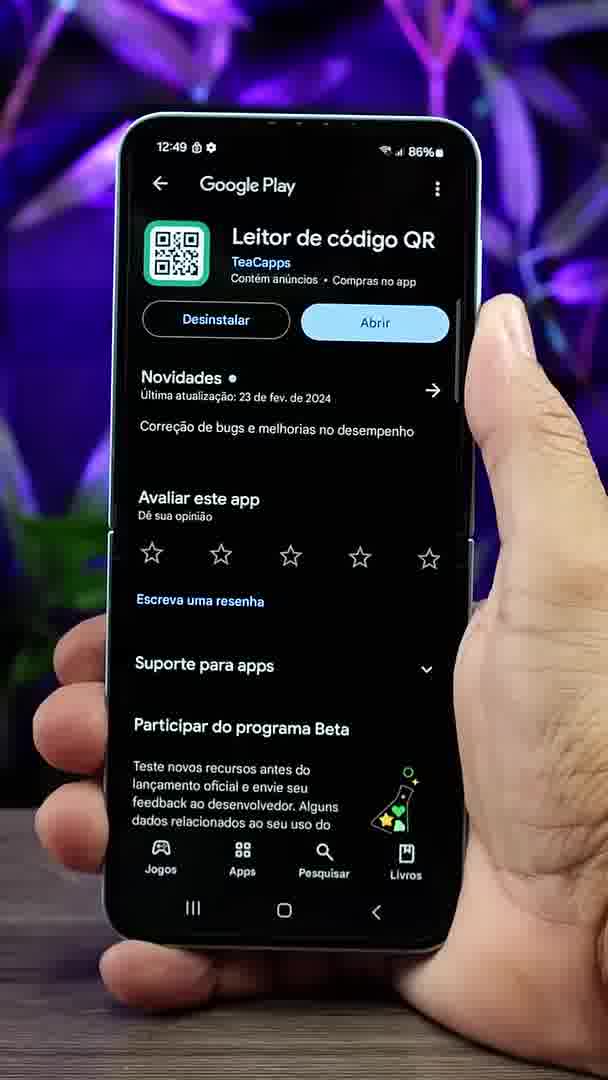 12:49 86%
Google Play
Leitor de código QR
TeaCapps
Contém anúncios • Compras no app
Desinstalar Abrir
Novidades •
Última atualização: 23 de fev. de 2024
Correção de bugs e melhorias no desempenho
Avaliar este app
Dê sua opinião
Escreva uma resenha
Suporte para apps
Participar do programa Beta
Teste novos recursos antes do
lançamento oficial e envie seu
feedback ao desenvolvedor. Alguns
dados relacionados ao seu uso do
Jogos Apps Pesquisar Livros